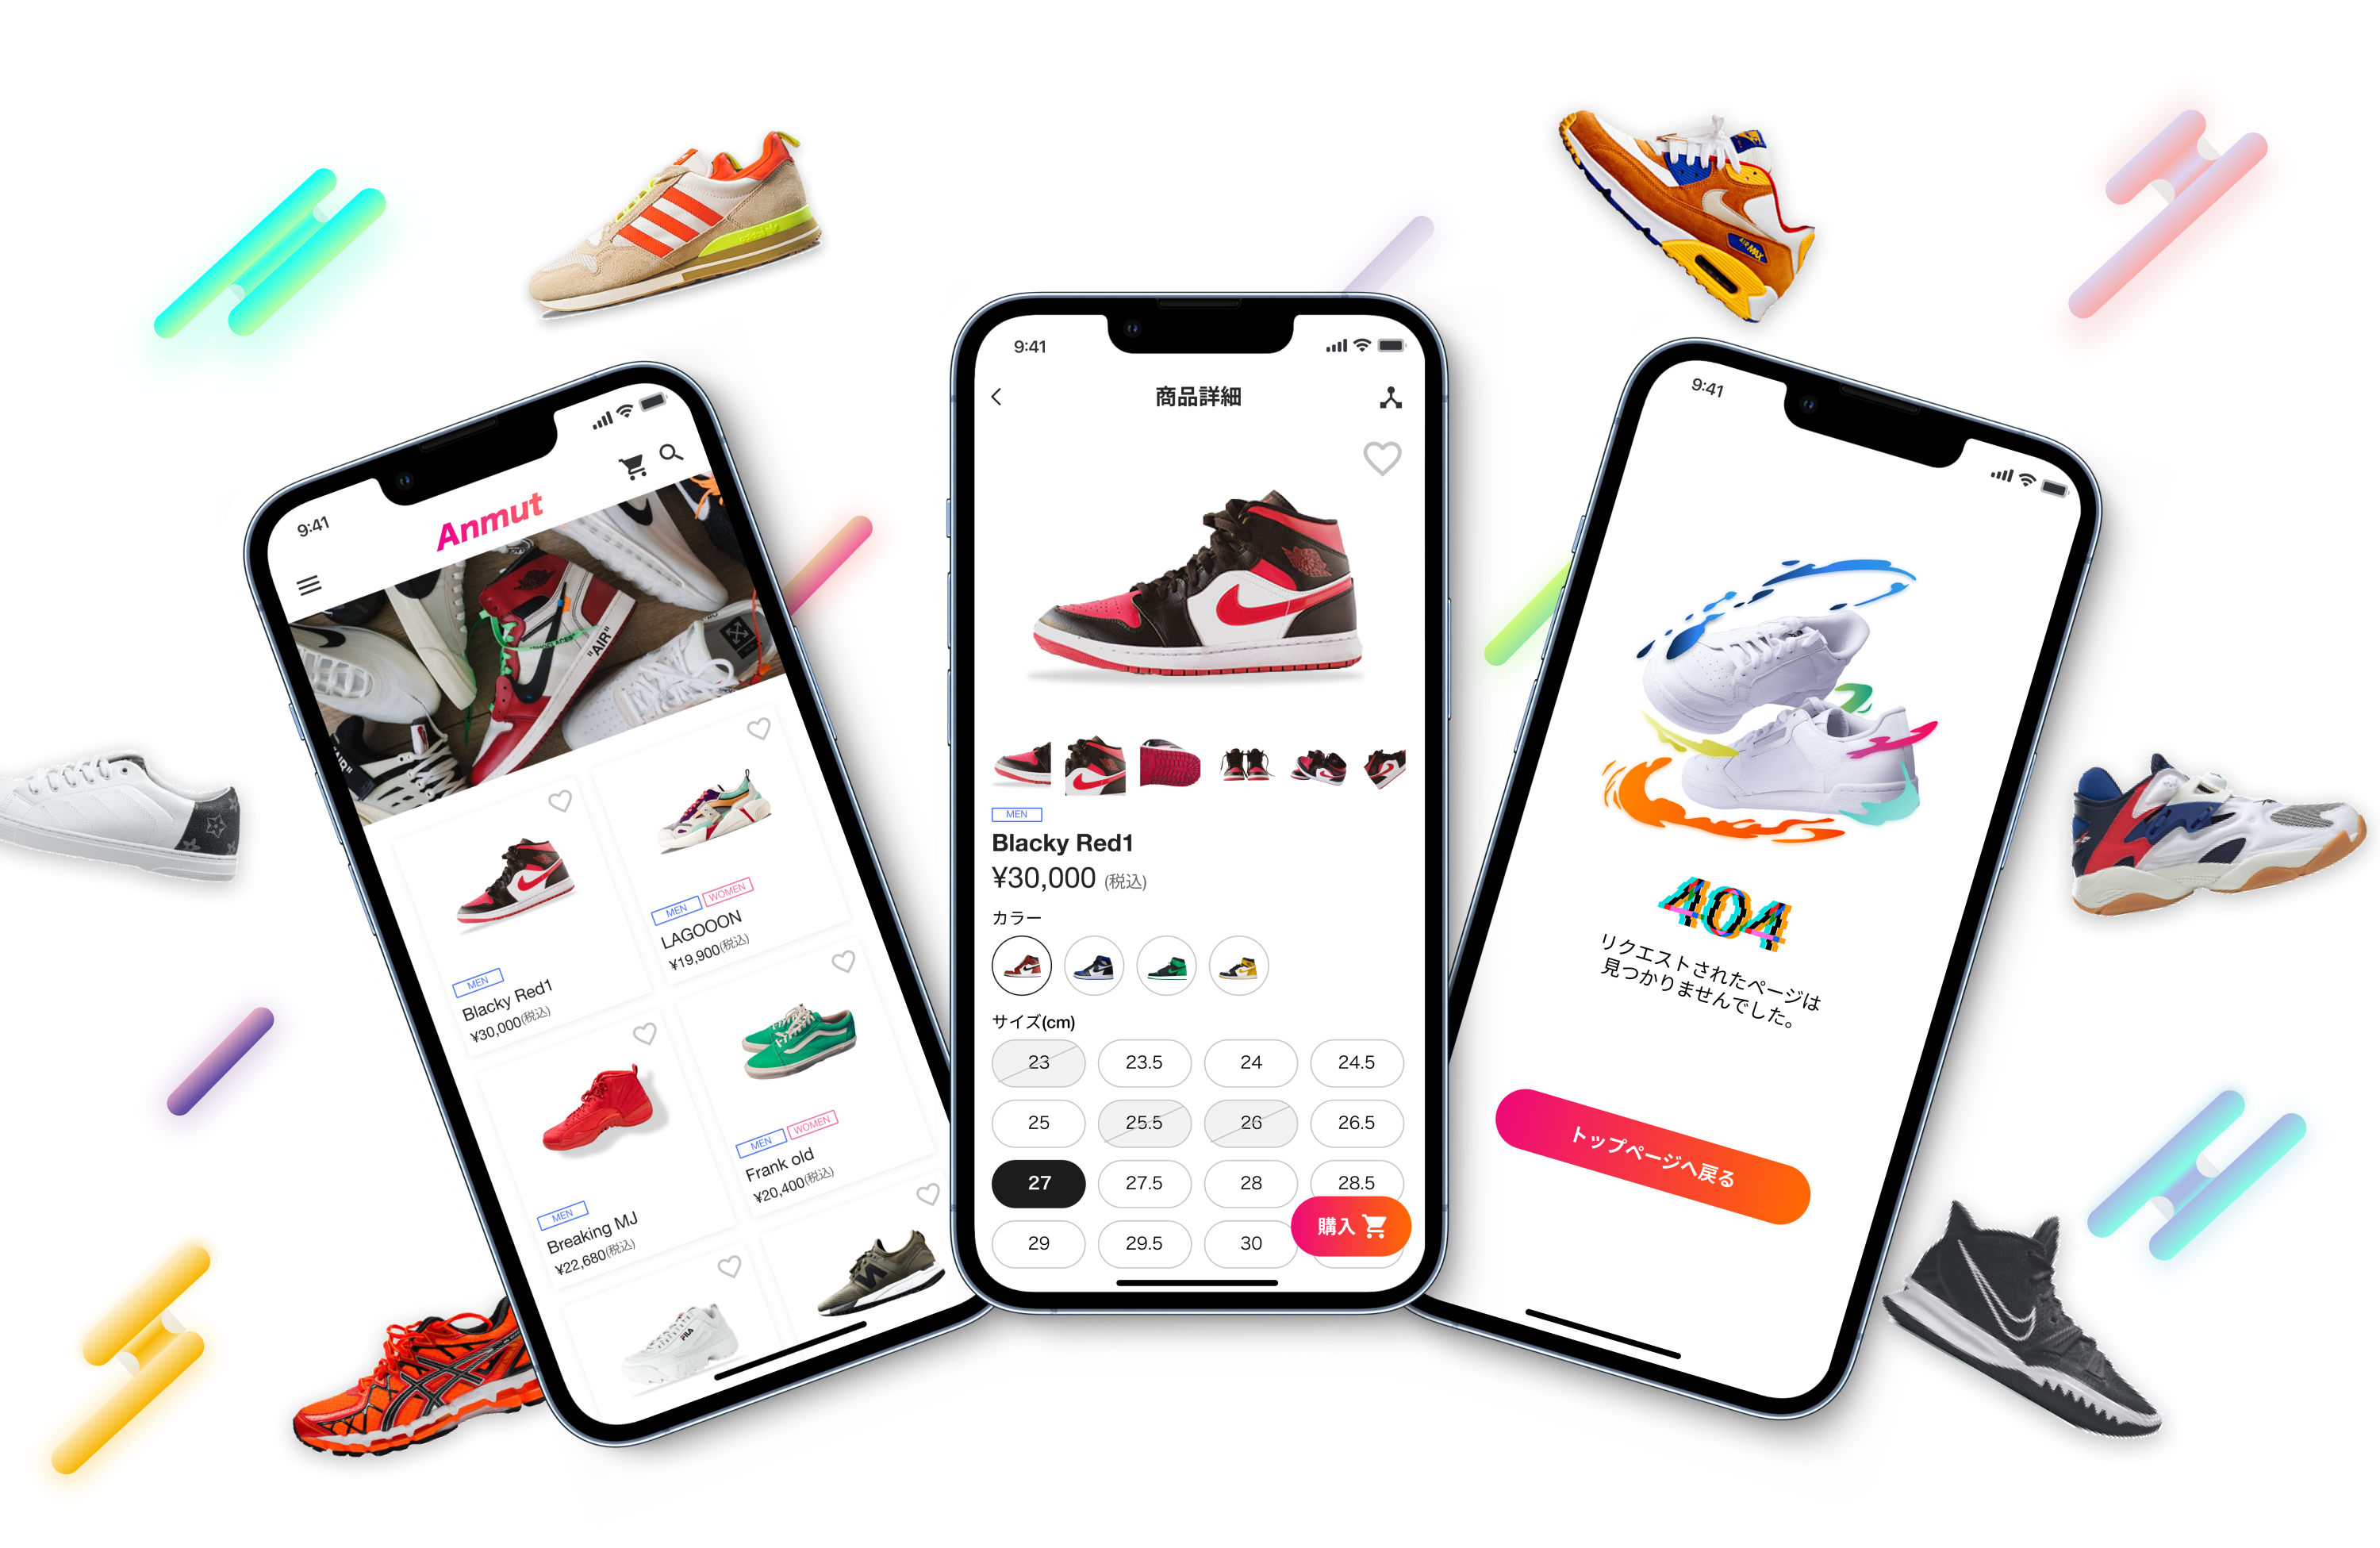 9:41
Anmut
"AIR"
AIR"
MEN
Blacky Red1
¥30,000(税込)
MEN WOMEN
LAGOOON
¥19,900(税込)
MEN
Breaking MJ
¥22,680(税込)
MEN WOMEN
Frank old
¥20,400(税込)
FILA
9:41
商品詳細
MEN
Blacky Red1
¥30,000 (税込)
カラー
サイズ(cm)
23 23.5 24 24.5
25 25.5 26 26.5
27 27.5 28 28.5
29 29.5 30
購入
9:41
404
リクエストされたページは
見つかりませんでした。
トップページへ戻る